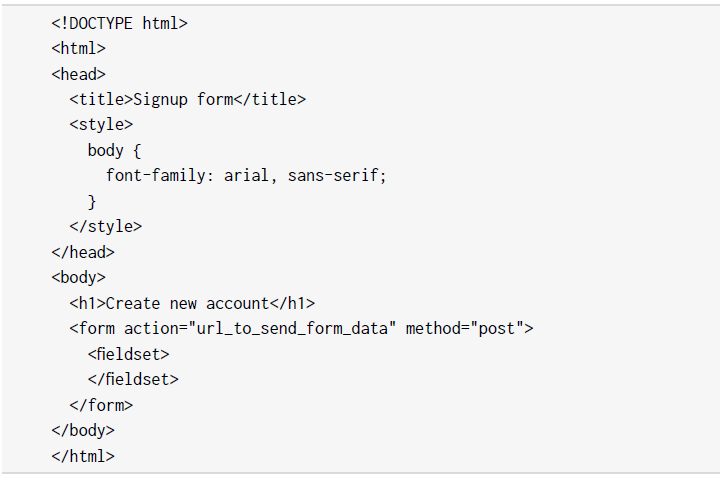 <!DOCTYPE html>
<html>
<head>
  <title>Signup form</title>
  <style>
    body {
      font-family: arial, sans-serif;
    }
  </style>
</head>
<body>
  <h1>Create new account</h1>
  <form action="url_to_send_form_data" method="post">
    <fieldset>
    </fieldset>
  </form>
</body>
</html>